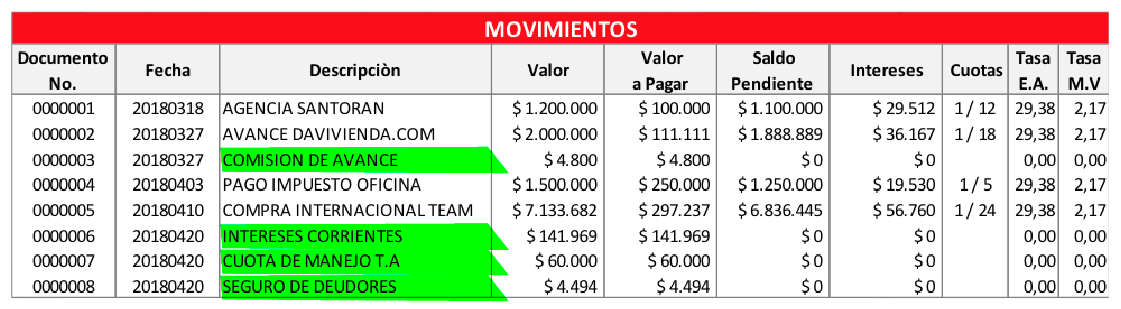 MOVIMIENTOS
Documento No. Fecha Descripciòn Valor Valor a Pagar Saldo Pendiente Intereses Cuotas Tasa E.A. Tasa M.V
0000001 20180318 AGENCIA SANTORAN $ 1.200.000 $ 100.000 $ 1.100.000 $ 29.512 1 / 12 29,38 2,17
0000002 20180327 AVANCE DAVIVIENDA.COM $ 2.000.000 $ 111.111 $ 1.888.889 $ 36.167 1 / 18 29,38 2,17
0000003 20180327 COMISION DE AVANCE $ 4.800 $ 4.800 $ 0 $ 0 0,00 0,00
0000004 20180403 PAGO IMPUESTO OFICINA $ 1.500.000 $ 250.000 $ 1.250.000 $ 19.530 1 / 5 29,38 2,17
0000005 20180410 COMPRA INTERNACIONAL TEAM $ 7.133.682 $ 297.237 $ 6.836.445 $ 56.760 1 / 24 29,38 2,17
0000006 20180420 INTERESES CORRIENTES $ 141.969 $ 141.969 $ 0 $ 0 0,00 0,00
0000007 20180420 CUOTA DE MANEJO T.A $ 60.000 $ 60.000 $ 0 $ 0 0,00 0,00
0000008 20180420 SEGURO DE DEUDORES $ 4.494 $ 4.494 $ 0 $ 0 0,00 0,00